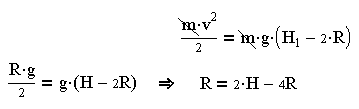 m·v²/2 = m·g·(H₁ − 2·R)
R·g/2 = g·(H − 2R) ⇒ R = 2·H − 4R